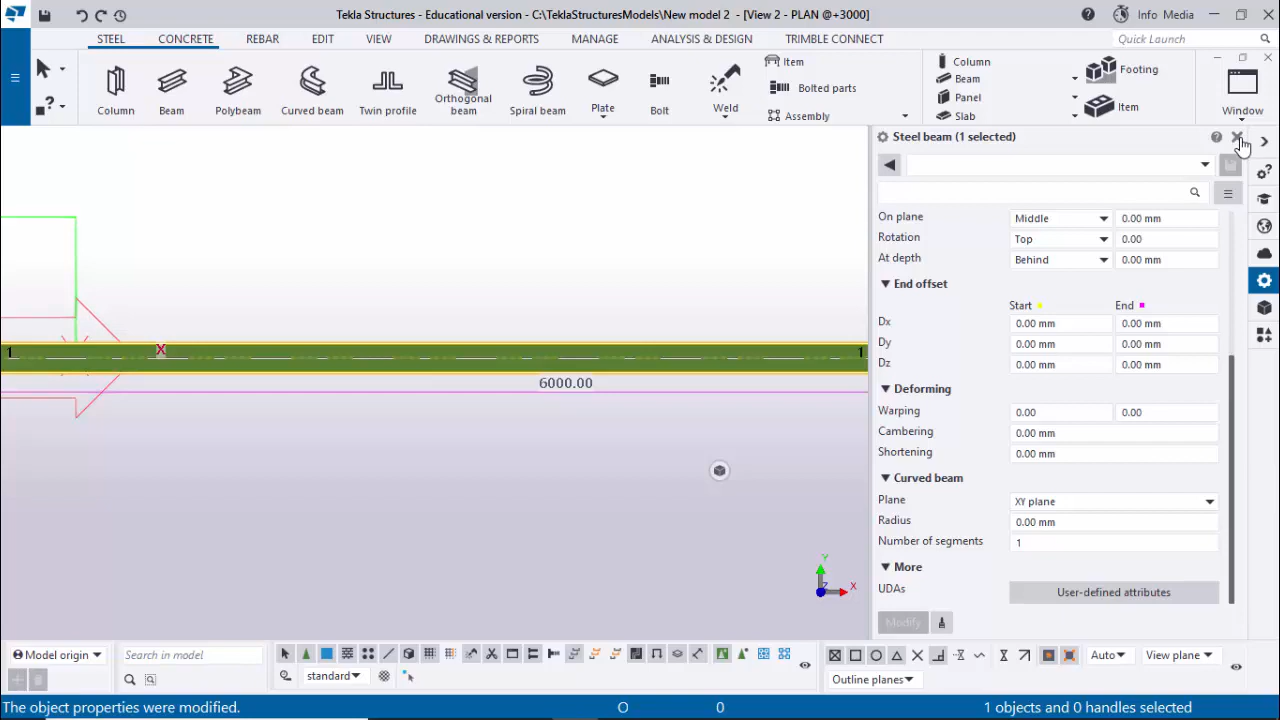 Tekla Structures - Educational version - C:\TeklaStructuresModels\New model 2 - [View 2 - PLAN @+3000]
Info Media
STEEL CONCRETE REBAR EDIT VIEW DRAWINGS & REPORTS MANAGE ANALYSIS & DESIGN TRIMBLE CONNECT Quick Launch
Column Beam Polybeam Curved beam Twin profile Orthogonal beam Spiral beam Plate Bolt Weld
Item
Bolted parts
Assembly
Column
Beam
Panel
Slab
Footing
Item
Window
Steel beam (1 selected)
On plane Middle 0.00 mm
Rotation Top 0.00
At depth Behind 0.00 mm
End offset
Start End
Dx 0.00 mm 0.00 mm
Dy 0.00 mm 0.00 mm
Dz 0.00 mm 0.00 mm
Deforming
Warping 0.00 0.00
Cambering 0.00 mm
Shortening 0.00 mm
Curved beam
Plane XY plane
Radius 0.00 mm
Number of segments 1
More
UDAs User-defined attributes
Modify
1 X 1
6000.00
Y
Z X
Model origin Search in model
standard
Auto View plane
Outline planes
The object properties were modified. O 0 1 objects and 0 handles selected